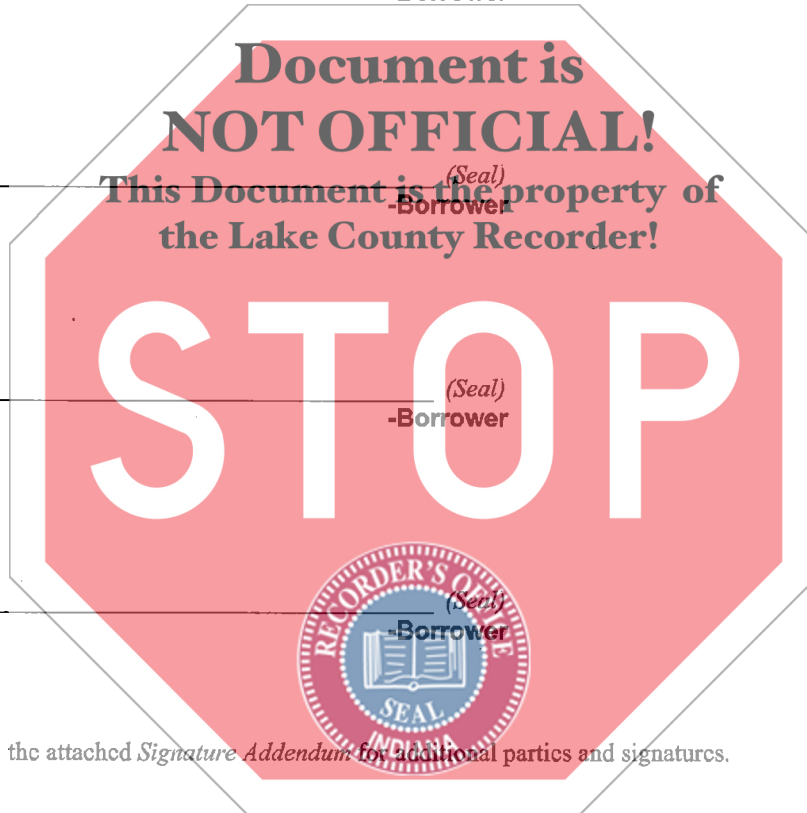 Document is
NOT OFFICIAL!
(Seal)
This Document is the property of
-Borrower
the Lake County Recorder!
STOP
(Seal)
-Borrower
(Seal)
-Borrower
RECORDER'S OFFICE
SEAL
INDIANA
the attached Signature Addendum for additional parties and signatures.